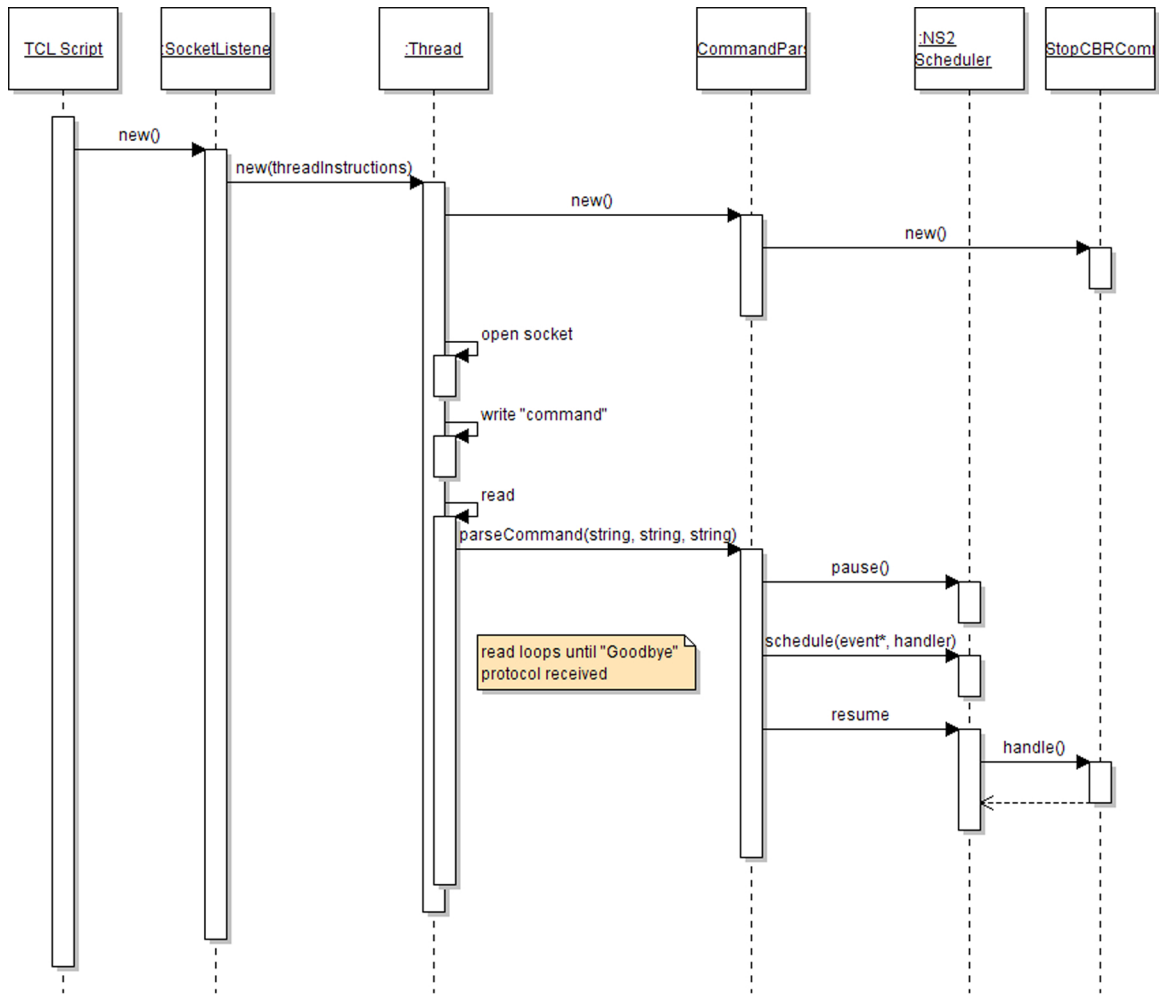 TCL Script
:SocketListene
:Thread
CommandPars
:NS2
Scheduler
StopCBRComm
new()
new(threadInstructions)
new()
new()
open socket
write "command"
read
parseCommand(string, string, string)
pause()
read loops until "Goodbye"
protocol received
schedule(event*, handler)
resume
handle()